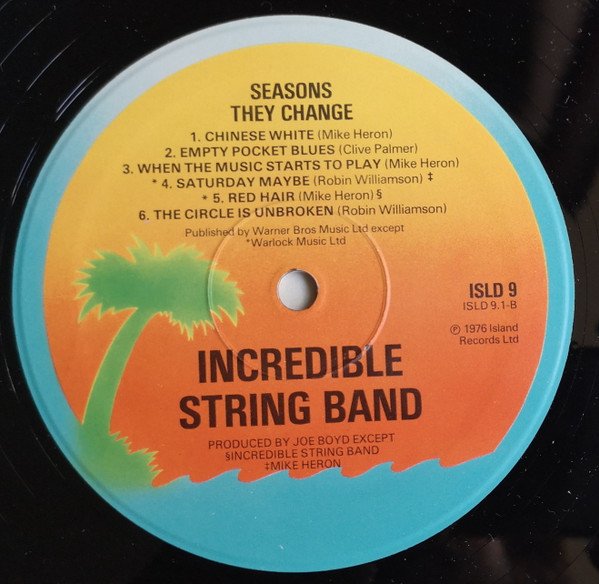 SEASONS
THEY CHANGE
1. CHINESE WHITE (Mike Heron)
2. EMPTY POCKET BLUES (Clive Palmer)
3. WHEN THE MUSIC STARTS TO PLAY (Mike Heron)
* 4. SATURDAY MAYBE (Robin Williamson) ‡
* 5. RED HAIR (Mike Heron) §
6. THE CIRCLE IS UNBROKEN (Robin Williamson)
Published by Warner Bros Music Ltd except
*Warlock Music Ltd
ISLD 9
ISLD 9.1-B
℗ 1976 Island
Records Ltd
INCREDIBLE
STRING BAND
PRODUCED BY JOE BOYD EXCEPT
§INCREDIBLE STRING BAND
‡MIKE HERON